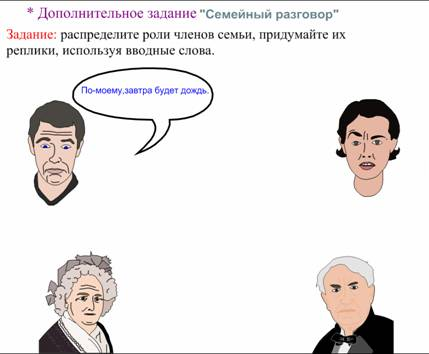 * Дополнительное задание "Семейный разговор"
Задание: распределите роли членов семьи, придумайте их
реплики, используя вводные слова.
По-моему,завтра будет дождь.